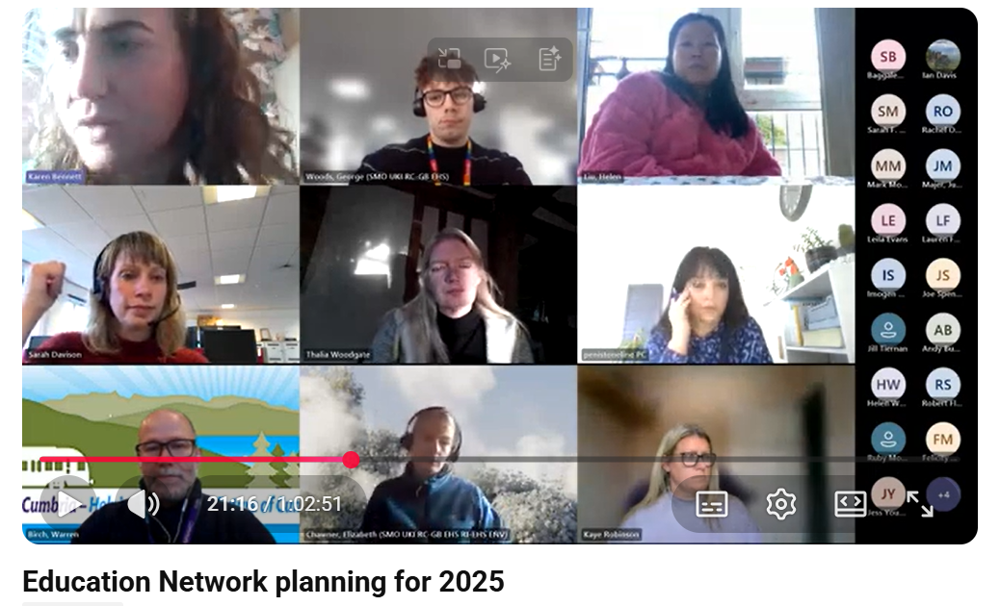 Karen Bennett
Woods, George (SMO UKI RC-GB EHS)
Liu, Helen
Sarah Davison
Thalia Woodgate
penistoneline PC
Cumbria
Birch, Warren
Chawner, Elizabeth (SMO UKI RC-GB EHS RI-EHS ENV)
Kaye Robinson
SB
Ian Davis
SM
RO
Sarah F. ...
Rachel D...
MM
JM
Mark Mo...
Major, Ju...
LE
LF
Leila Evans
Lauren F...
IS
JS
Imogen ...
Joe Spen...
AB
Jill Tiernan
Andy Bu...
HW
RS
Helen W...
Robert H...
FM
Ruby Mo...
Felicity ...
JY
+4
Jess You...
21:16 / 1:02:51
Education Network planning for 2025